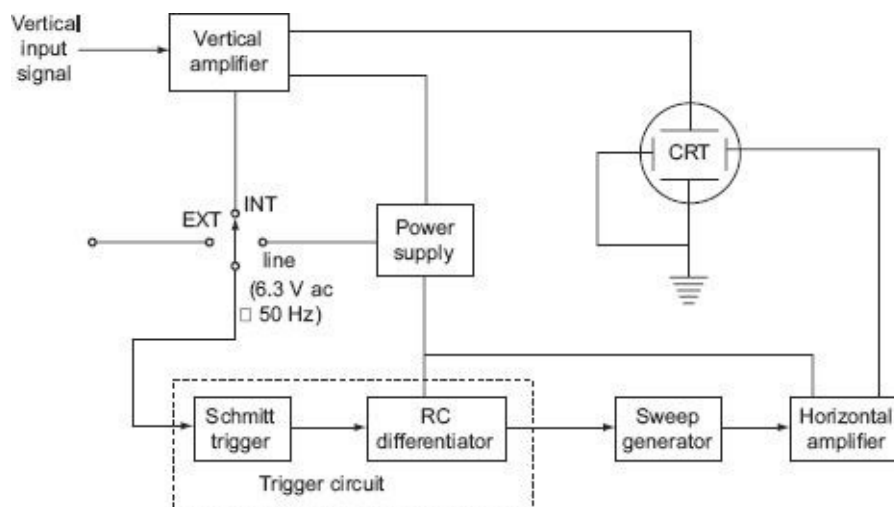 Vertical
input
signal
Vertical
amplifier
CRT
EXT
INT
line
(6.3 V ac
□ 50 Hz)
Power
supply
Schmitt
trigger
RC
differentiator
Sweep
generator
Horizontal
amplifier
Trigger circuit